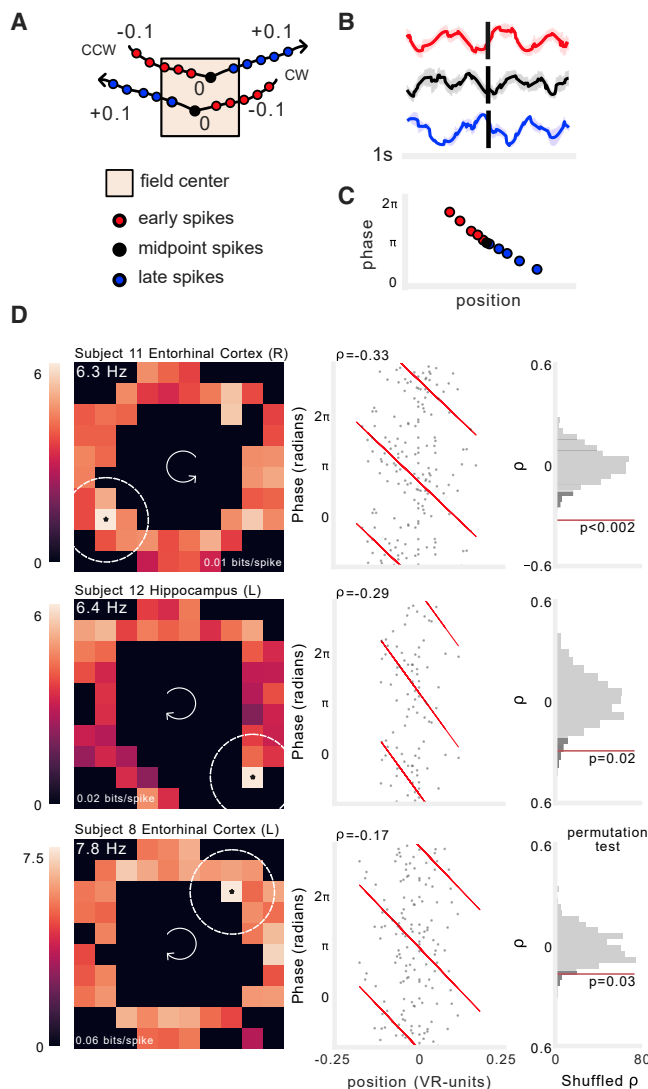 A
-0.1
+0.1
CCW
CW
0
+0.1
0
-0.1
field center
early spikes
midpoint spikes
late spikes
B
1s
C
2π
π
0
phase
position
D
Subject 11 Entorhinal Cortex (R)
6
6.3 Hz
0
0.01 bits/spike
ρ=-0.33
Phase (radians)
2π
π
0
0.6
0
−0.6
ρ
p<0.002
Subject 12 Hippocampus (L)
6
6.4 Hz
0
0.02 bits/spike
ρ=-0.29
Phase (radians)
2π
π
0
0.6
0
0.6
ρ
p=0.02
Subject 8 Entorhinal Cortex (L)
7.5
7.8 Hz
0
0.06 bits/spike
ρ=-0.17
Phase (radians)
2π
π
0
-0.25
0
0.25
position (VR-units)
permutation
test
0.6
0
0.6
ρ
p=0.03
0
80
Shuffled ρ